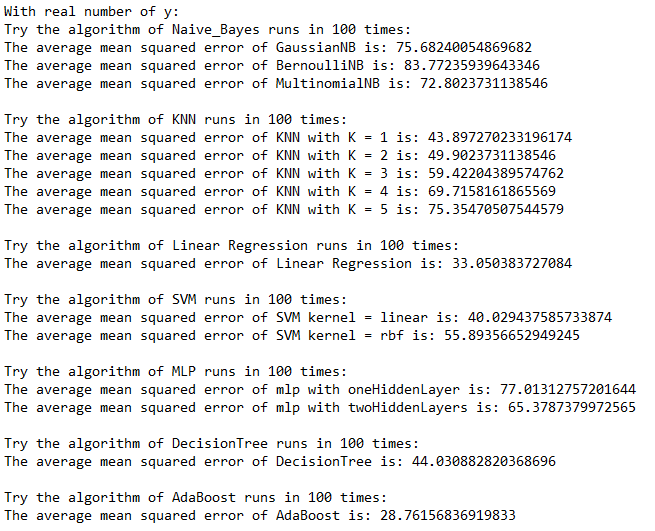 With real number of y:
Try the algorithm of Naive_Bayes runs in 100 times:
The average mean squared error of GaussianNB is: 75.68240054869682
The average mean squared error of BernoulliNB is: 83.77235939643346
The average mean squared error of MultinomialNB is: 72.8023731138546
Try the algorithm of KNN runs in 100 times:
The average mean squared error of KNN with K = 1 is: 43.897270233196174
The average mean squared error of KNN with K = 2 is: 49.9023731138546
The average mean squared error of KNN with K = 3 is: 59.42204389574762
The average mean squared error of KNN with K = 4 is: 69.7158161865569
The average mean squared error of KNN with K = 5 is: 75.35470507544579
Try the algorithm of Linear Regression runs in 100 times:
The average mean squared error of Linear Regression is: 33.050383727084
Try the algorithm of SVM runs in 100 times:
The average mean squared error of SVM kernel = linear is: 40.029437585733874
The average mean squared error of SVM kernel = rbf is: 55.89356652949245
Try the algorithm of MLP runs in 100 times:
The average mean squared error of mlp with oneHiddenLayer is: 77.01312757201644
The average mean squared error of mlp with twoHiddenLayers is: 65.3787379972565
Try the algorithm of DecisionTree runs in 100 times:
The average mean squared error of DecisionTree is: 44.030882820368696
Try the algorithm of AdaBoost runs in 100 times:
The average mean squared error of AdaBoost is: 28.76156836919833